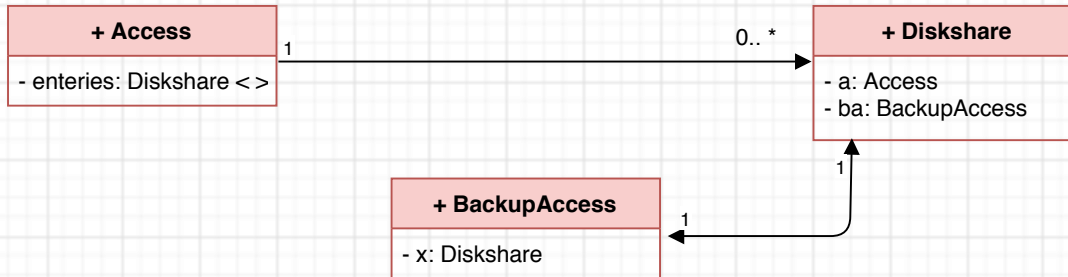 + Access
- enteries: Diskshare < >
1
0.. *
+ Diskshare
- a: Access
- ba: BackupAccess
1
+ BackupAccess
- x: Diskshare
1